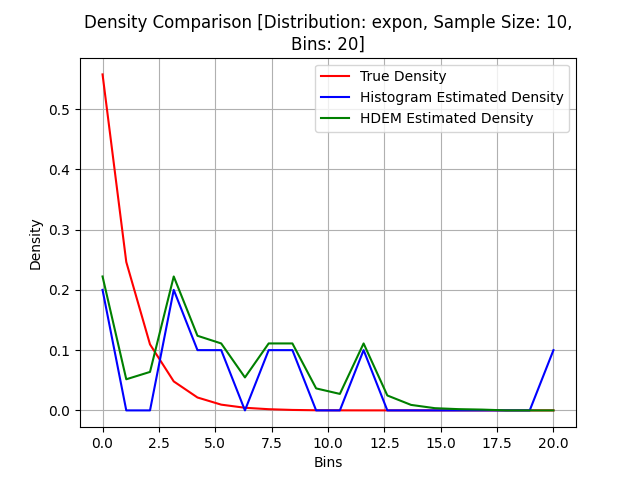 Density Comparison [Distribution: expon, Sample Size: 10,
Bins: 20]
True Density
Histogram Estimated Density
HDEM Estimated Density
Density
0.5
0.4
0.3
0.2
0.1
0.0
0.0 2.5 5.0 7.5 10.0 12.5 15.0 17.5 20.0
Bins